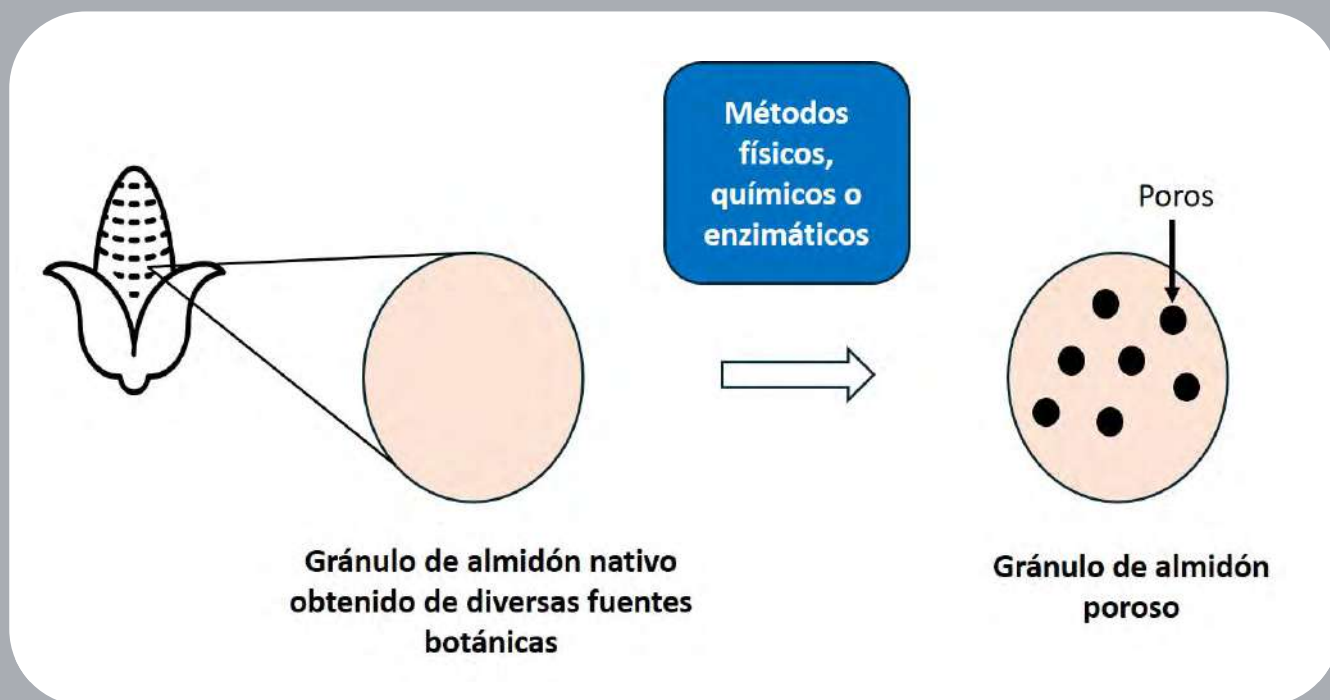 Métodos
físicos,
químicos o
enzimáticos
Poros
Gránulo de almidón nativo
obtenido de diversas fuentes
botánicas
Gránulo de almidón
poroso